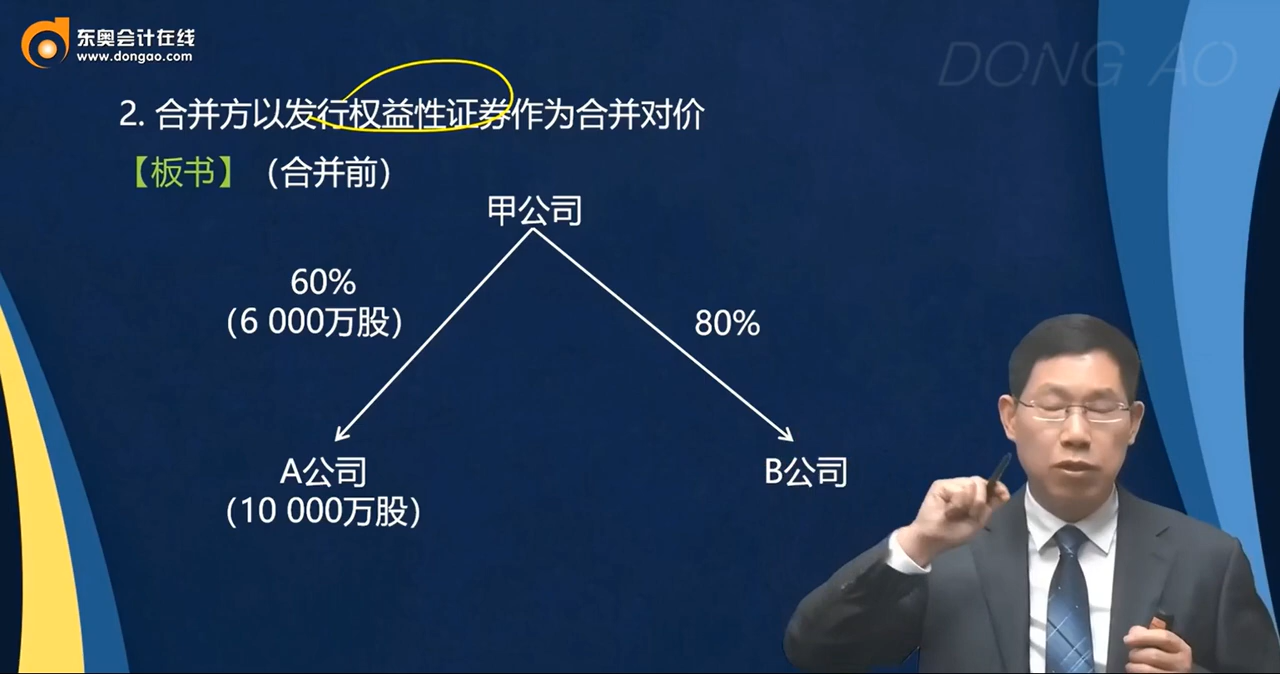 东奥会计在线
www.dongao.com
DONG AO
2. 合并方以发行权益性证券作为合并对价
【板书】（合并前）
甲公司
60%
（6 000万股）
80%
A公司
（10 000万股）
B公司